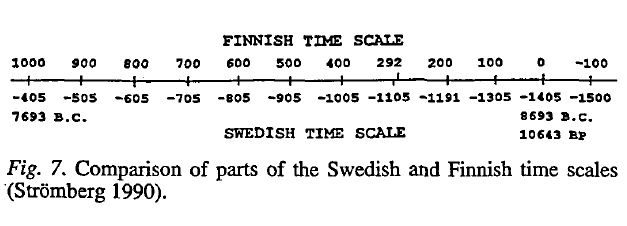 FINNISH TIME SCALE
1000 900 800 700 600 500 400 292 200 100 0 -100
-405 -505 -605 -705 -805 -905 -1005 -1105 -1191 -1305 -1405 -1500
7693 B.C. 8693 B.C.
SWEDISH TIME SCALE 10643 BP
Fig. 7. Comparison of parts of the Swedish and Finnish time scales
(Strömberg 1990).